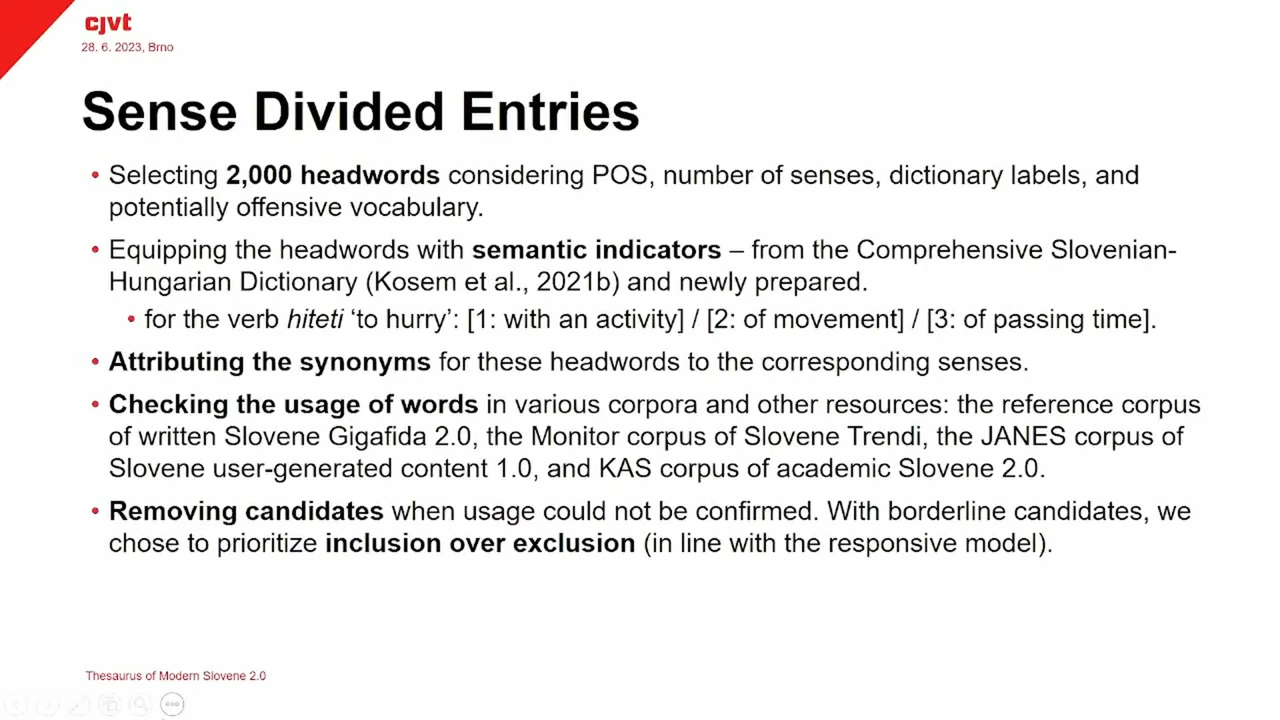 cjvt
28. 6. 2023, Brno
Sense Divided Entries
• Selecting 2,000 headwords considering POS, number of senses, dictionary labels, and
potentially offensive vocabulary.
• Equipping the headwords with semantic indicators – from the Comprehensive Slovenian-
Hungarian Dictionary (Kosem et al., 2021b) and newly prepared.
• for the verb hiteti ‘to hurry’: [1: with an activity] / [2: of movement] / [3: of passing time].
• Attributing the synonyms for these headwords to the corresponding senses.
• Checking the usage of words in various corpora and other resources: the reference corpus
of written Slovene Gigafida 2.0, the Monitor corpus of Slovene Trendi, the JANES corpus of
Slovene user-generated content 1.0, and KAS corpus of academic Slovene 2.0.
• Removing candidates when usage could not be confirmed. With borderline candidates, we
chose to prioritize inclusion over exclusion (in line with the responsive model).
Thesaurus of Modern Slovene 2.0